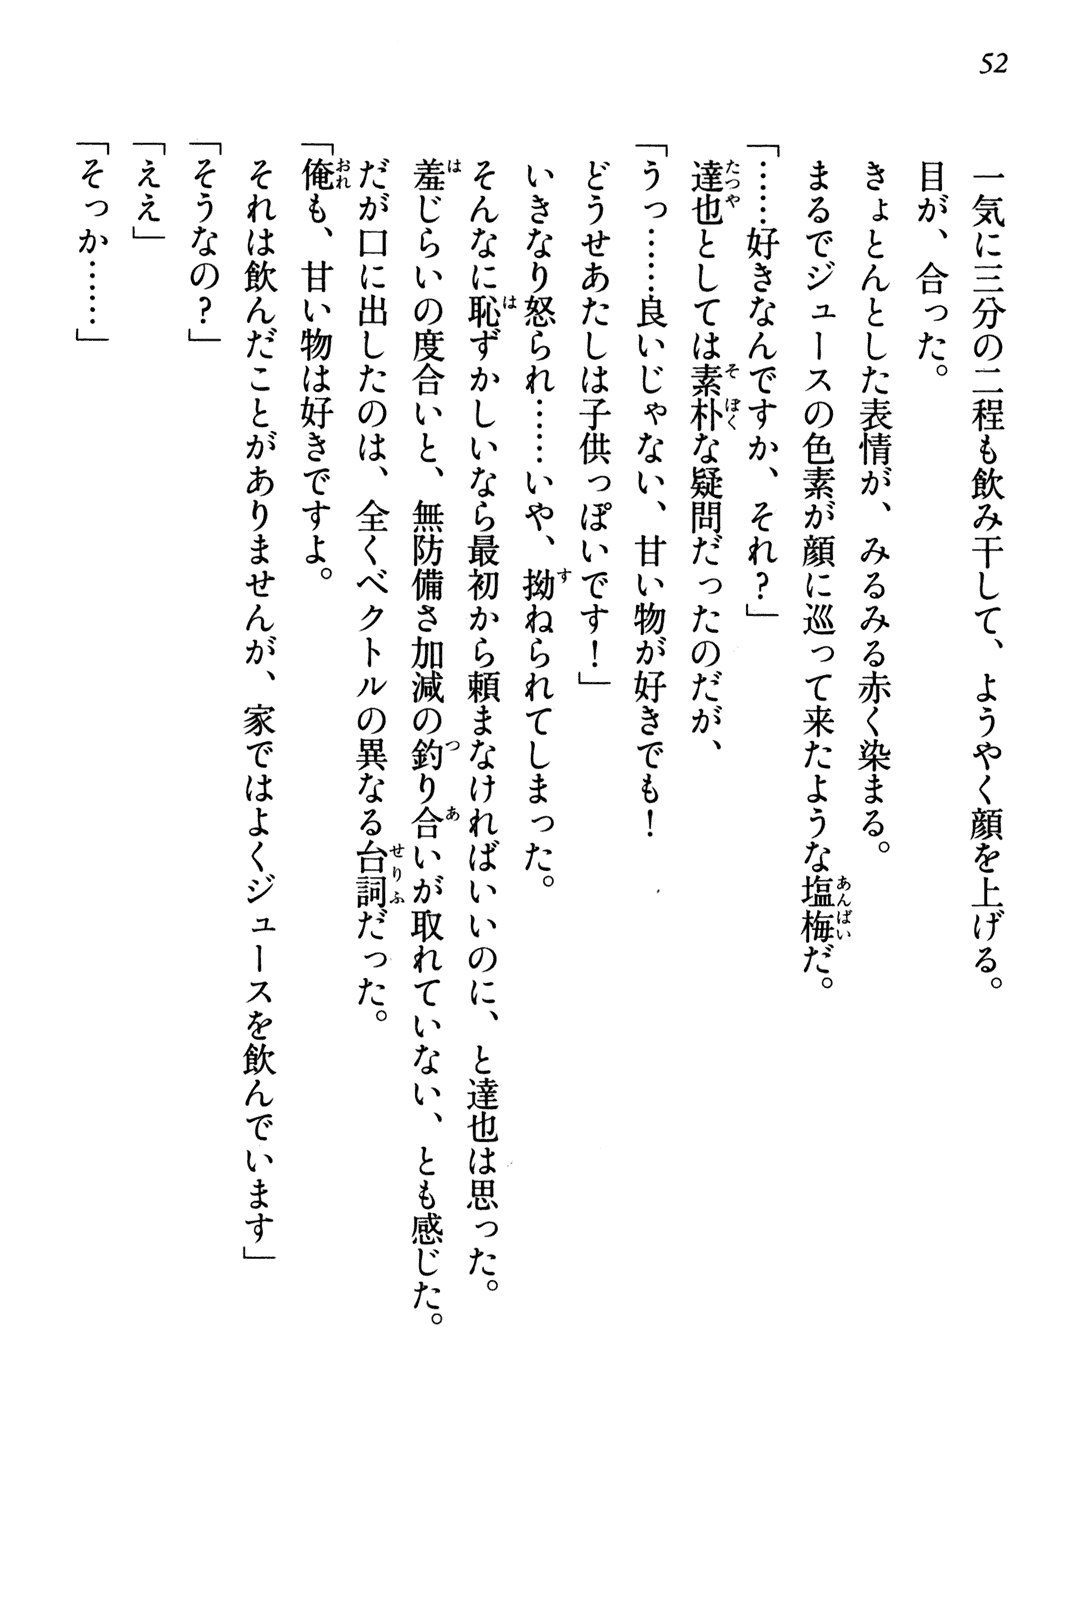 52
一気に三分の二程も飲み干して、ようやく顔を上げる。
目が、合った。
きょとんとした表情が、みるみる赤く染まる。
まるでジュースの色素が顔に巡って来たような塩梅だ。
「……好きなんですか、それ？」
達也としては素朴な疑問だったのだが、
「うっ……良いじゃない、甘い物が好きでも！
どうせあたしは子供っぽいです！」
いきなり怒られ……いや、拗ねられてしまった。
そんなに恥ずかしいなら最初から頼まなければいいのに、と達也は思った。
羞じらいの度合いと、無防備さ加減の釣り合いが取れていない、とも感じた。
だが口に出したのは、全くベクトルの異なる台詞だった。
「俺も、甘い物は好きですよ。
それは飲んだことがありませんが、家ではよくジュースを飲んでいます」
「そうなの？」
「ええ」
「そっか……」